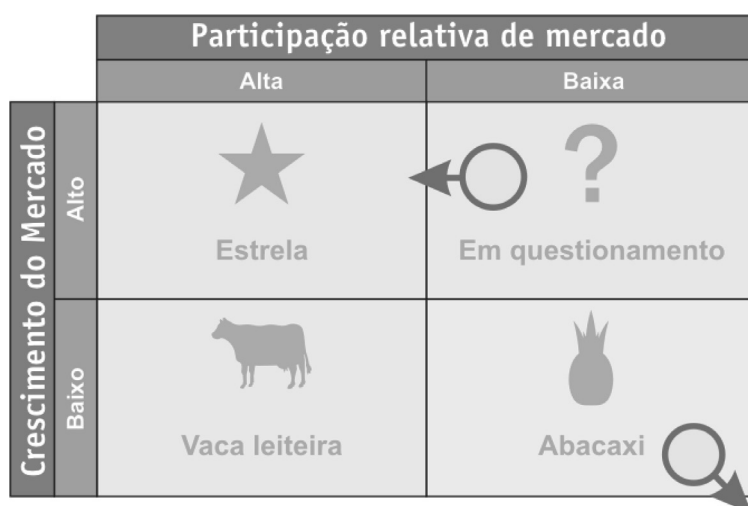 Participação relativa de mercado
Alta
Baixa
Crescimento do Mercado
Alto
?
Estrela
Em questionamento
Baixo
Vaca leiteira
Abacaxi